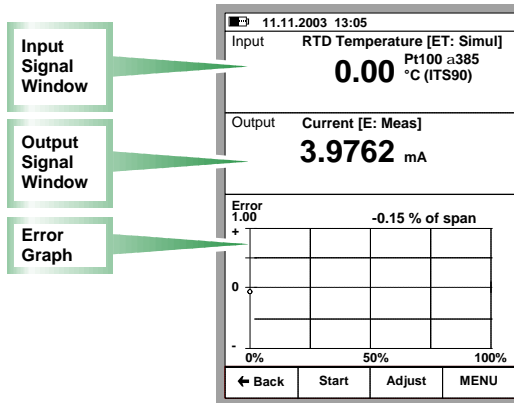 Input
Signal
Window
Output
Signal
Window
Error
Graph
11.11.2003 13:05
Input RTD Temperature [ET: Simul]
0.00 Pt100 a385
°C (ITS90)
Output Current [E: Meas]
3.9762 mA
Error
1.00 -0.15 % of span
+
0
-
0% 50% 100%
← Back Start Adjust MENU